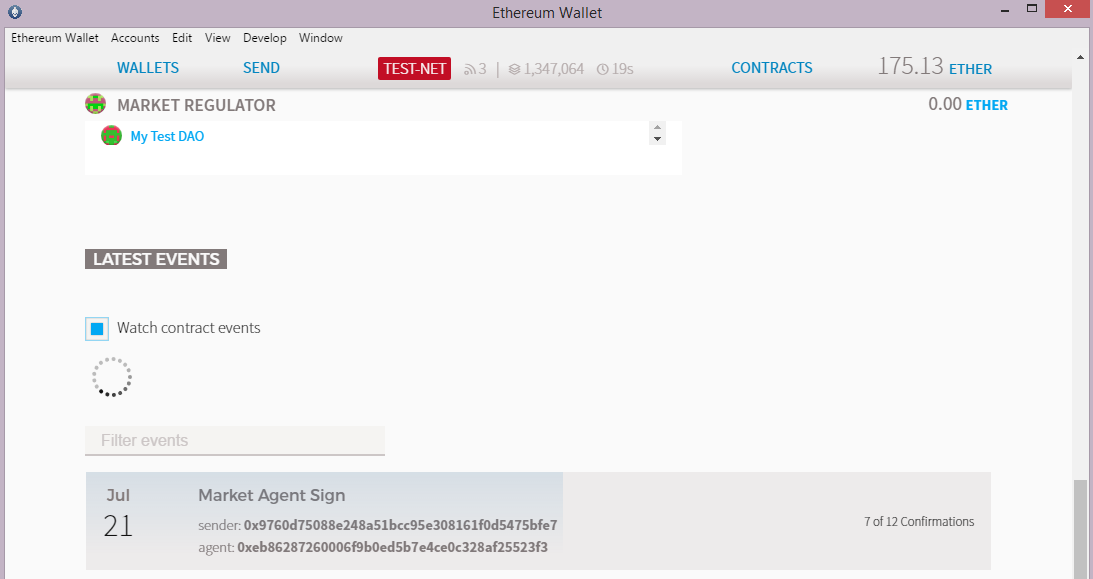 Ethereum Wallet
Ethereum Wallet Accounts Edit View Develop Window
WALLETS SEND TEST-NET 3 | 1,347,064 19s CONTRACTS 175.13 ETHER
MARKET REGULATOR 0.00 ETHER
My Test DAO
LATEST EVENTS
Watch contract events
Filter events
Jul
21
Market Agent Sign
sender: 0x9760d75088e248a51bcc95e308161f0d5475bfe7
agent: 0xeb86287260006f9b0ed5b7e4ce0c328af25523f3
7 of 12 Confirmations